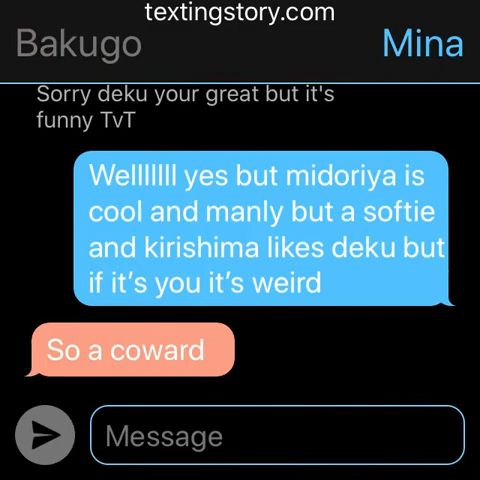 textingstory.com
Bakugo
Mina
Sorry deku your great but it's
funny TvT
Welllllll yes but midoriya is
cool and manly but a softie
and kirishima likes deku but
if it’s you it’s weird
So a coward
Message